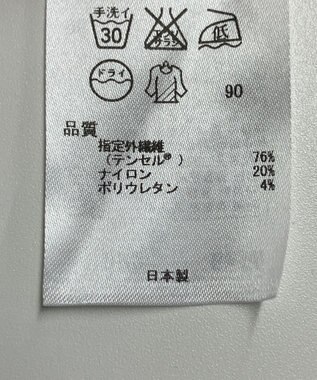 手洗イ
30
エンソ
サラシ
低
ドライ
90
品質
指定外繊維
(テンセル®) 76%
ナイロン 20%
ポリウレタン 4%
日本製